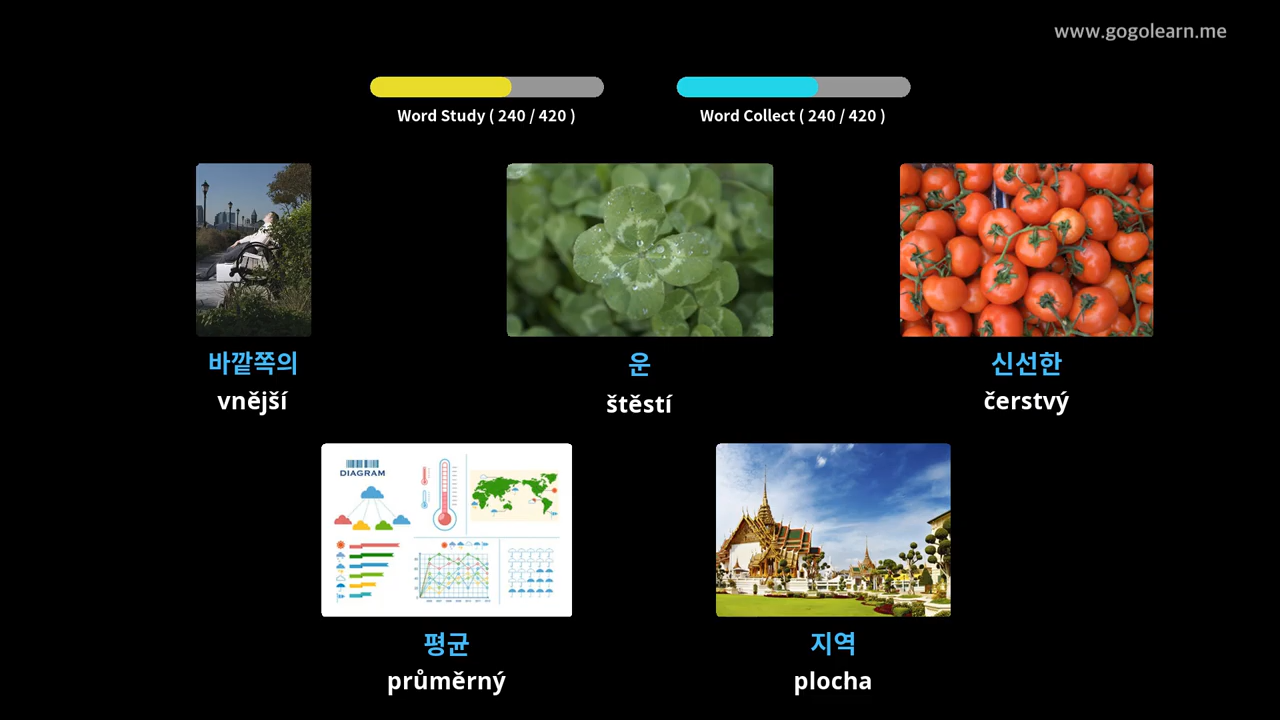 www.gogolearn.me
Word Study ( 240 / 420 )
Word Collect ( 240 / 420 )
바깥쪽의
vnější
운
štěstí
신선한
čerstvý
DIAGRAM
평균
průměrný
지역
plocha